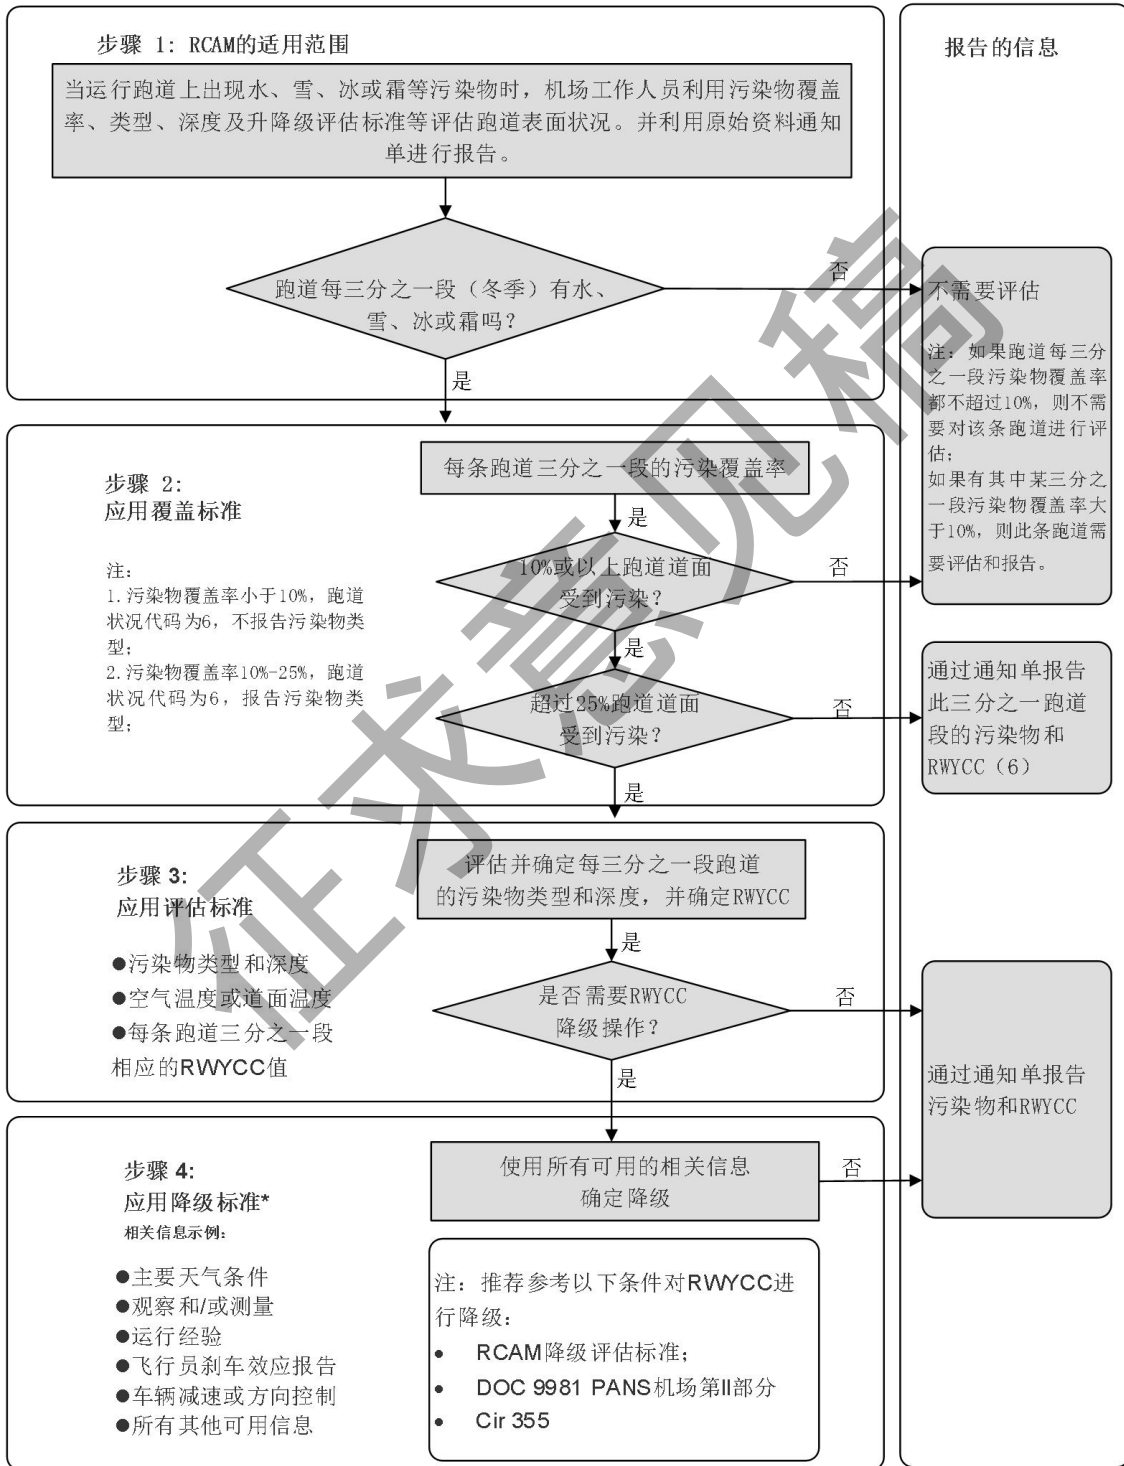 步骤 1: RCAM的适用范围
当运行跑道上出现水、雪、冰或霜等污染物时，机场工作人员利用污染物覆盖
率、类型、深度及升降级评估标准等评估跑道表面状况。并利用原始资料通知
单进行报告。
跑道每三分之一段（冬季）有水、
雪、冰或霜吗？
否
是
报告的信息
不需要评估
注：如果跑道每三分
之一段污染物覆盖率
都不超过10%，则不需
要对该条跑道进行评
估；
如果有其中某三分之
一段污染物覆盖率大
于10%，则此条跑道需
要评估和报告。
步骤 2:
应用覆盖标准
注：
1.污染物覆盖率小于10%，跑道
状况代码为6，不报告污染物类
型；
2.污染物覆盖率10%-25%，跑道
状况代码为6，报告污染物类
型；
每条跑道三分之一段的污染覆盖率
是
10%或以上跑道道面
受到污染？
否
是
超过25%跑道道面
受到污染？
否
是
通过通知单报告
此三分之一跑道
段的污染物和
RWYCC（6）
步骤 3:
应用评估标准
●污染物类型和深度
●空气温度或道面温度
●每条跑道三分之一段
相应的RWYCC值
评估并确定每三分之一段跑道
的污染物类型和深度，并确定RWYCC
是
是否需要RWYCC
降级操作？
否
是
通过通知单报告
污染物和RWYCC
步骤 4:
应用降级标准*
相关信息示例：
●主要天气条件
●观察和/或测量
●运行经验
●飞行员刹车效应报告
●车辆减速或方向控制
●所有其他可用信息
使用所有可用的相关信息
确定降级
否
注：推荐参考以下条件对RWYCC进
行降级：
• RCAM降级评估标准；
• DOC 9981 PANS机场第II部分
• Cir 355
征求意见稿